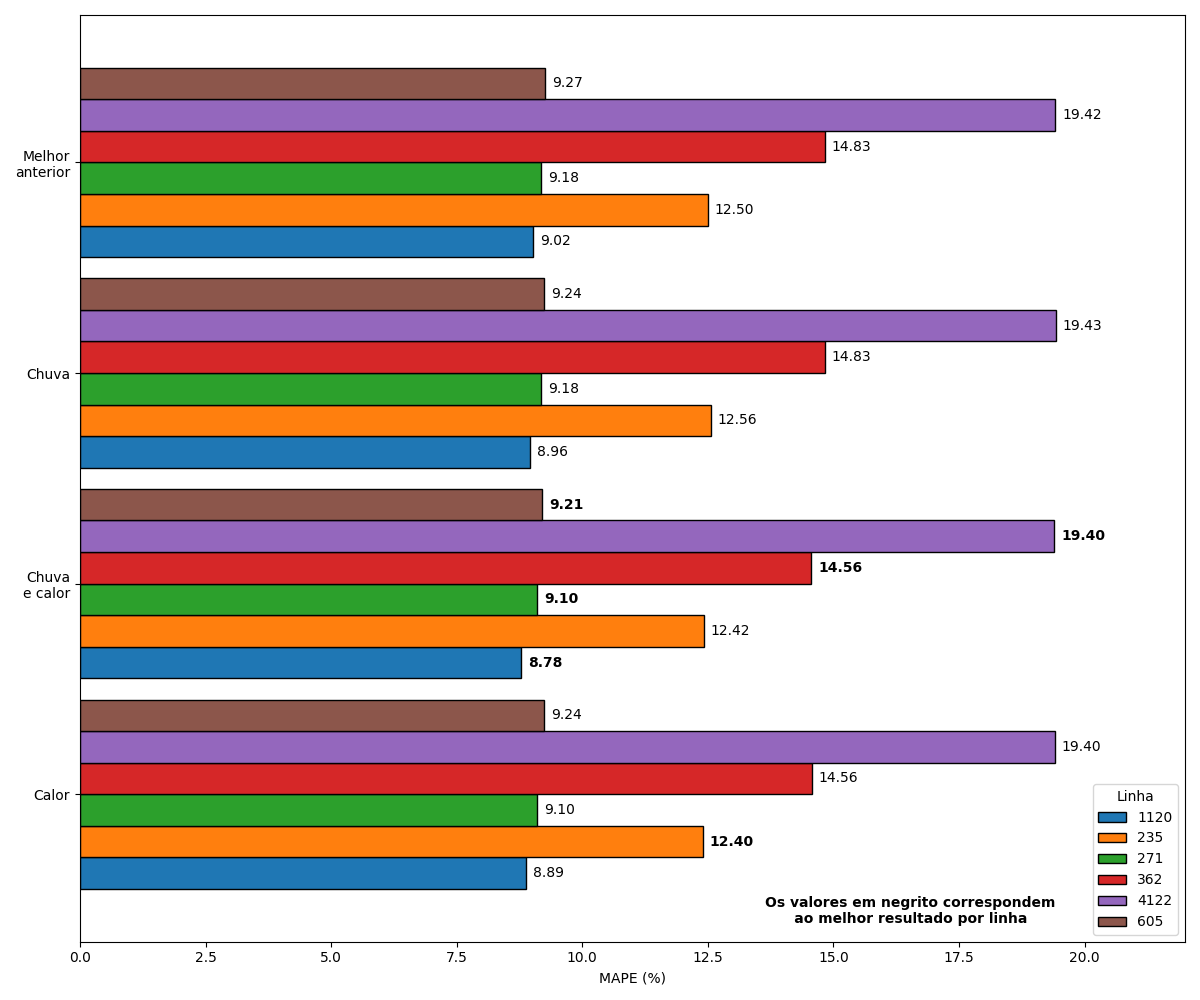 Melhor
anterior
9.27
19.42
14.83
9.18
12.50
9.02
Chuva
9.24
19.43
14.83
9.18
12.56
8.96
Chuva
e calor
9.21
19.40
14.56
9.10
12.42
8.78
Calor
9.24
19.40
14.56
9.10
12.40
8.89
Os valores em negrito correspondem
ao melhor resultado por linha
Linha
1120
235
271
362
4122
605
0.0 2.5 5.0 7.5 10.0 12.5 15.0 17.5 20.0
MAPE (%)